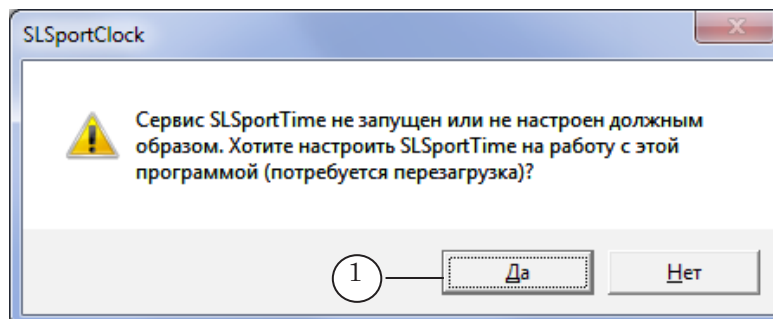 SLSportClock
Сервис SLSportTime не запущен или не настроен должным
образом. Хотите настроить SLSportTime на работу с этой
программой (потребуется перезагрузка)?
1 Да Нет